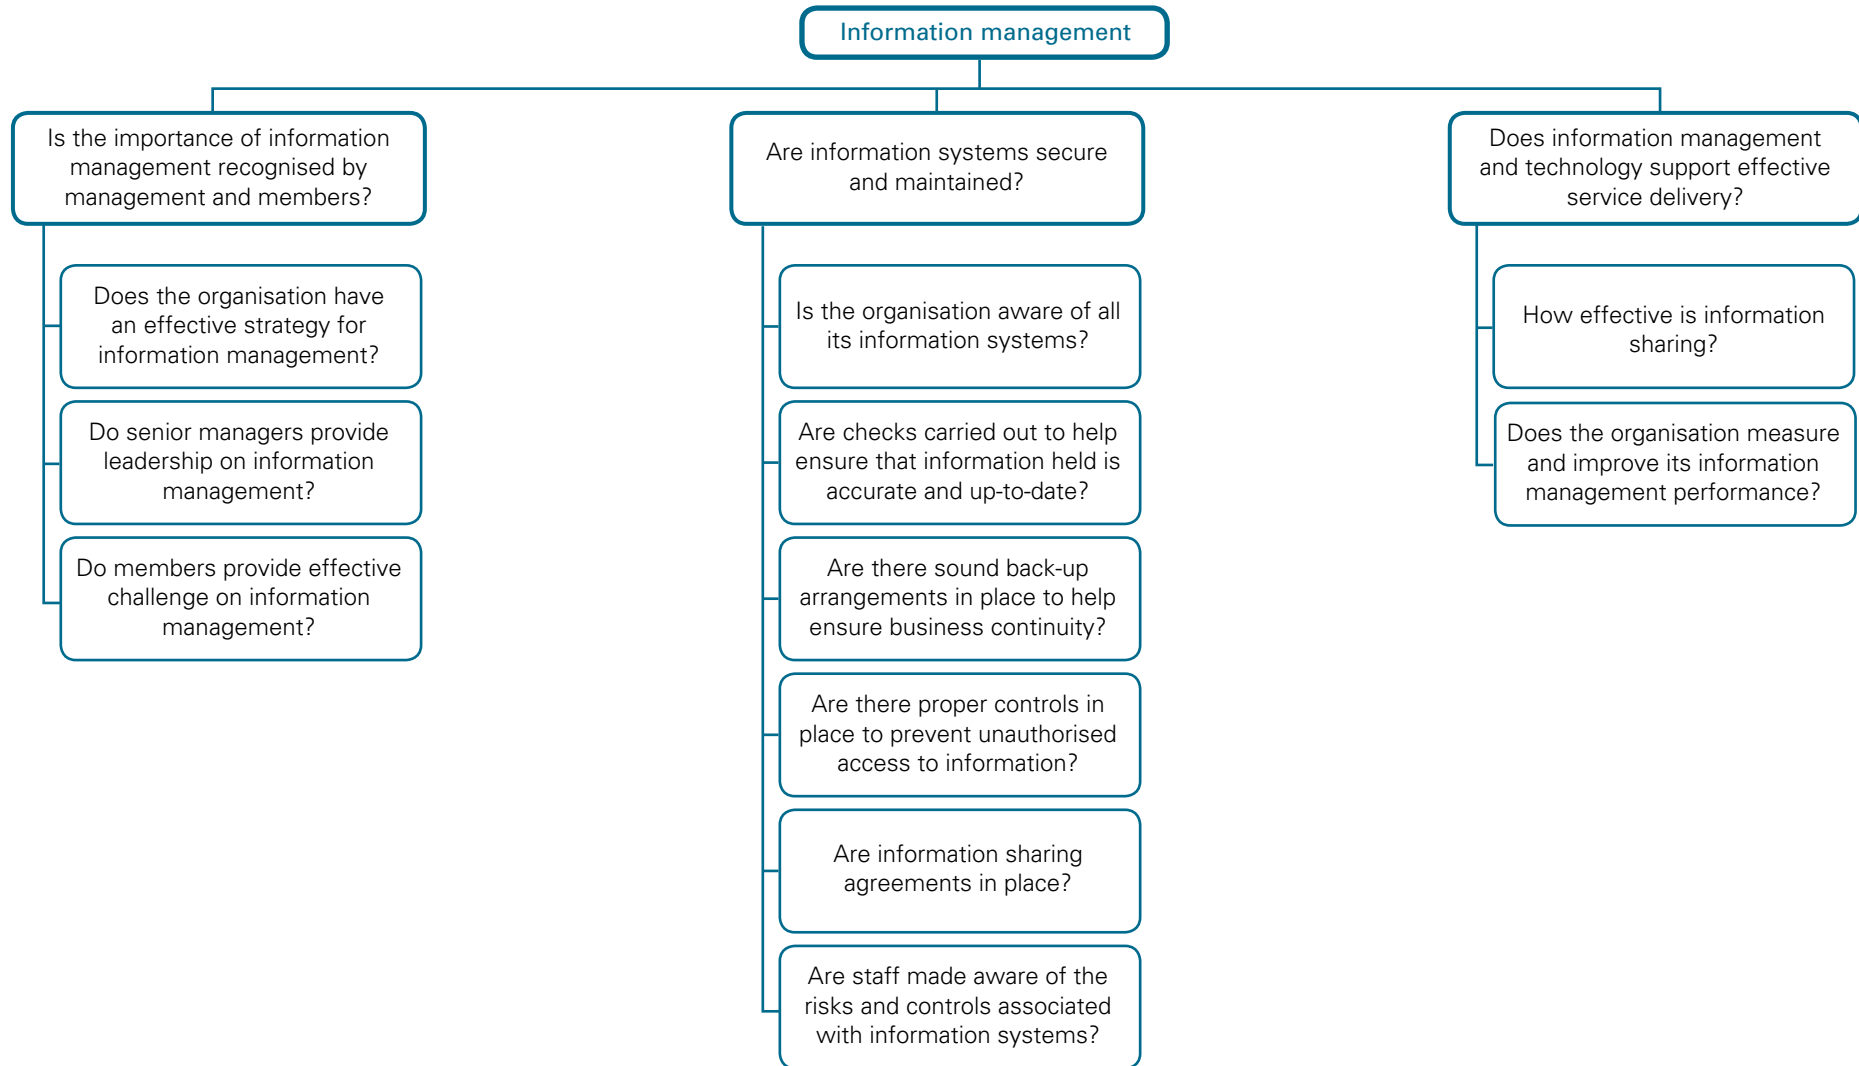 Information management
Is the importance of information
management recognised by
management and members?
Does the organisation have
an effective strategy for
information management?
Do senior managers provide
leadership on information
management?
Do members provide effective
challenge on information
management?
Are information systems secure
and maintained?
Is the organisation aware of all
its information systems?
Are checks carried out to help
ensure that information held is
accurate and up-to-date?
Are there sound back-up
arrangements in place to help
ensure business continuity?
Are there proper controls in
place to prevent unauthorised
access to information?
Are information sharing
agreements in place?
Are staff made aware of the
risks and controls associated
with information systems?
Does information management
and technology support effective
service delivery?
How effective is information
sharing?
Does the organisation measure
and improve its information
management performance?